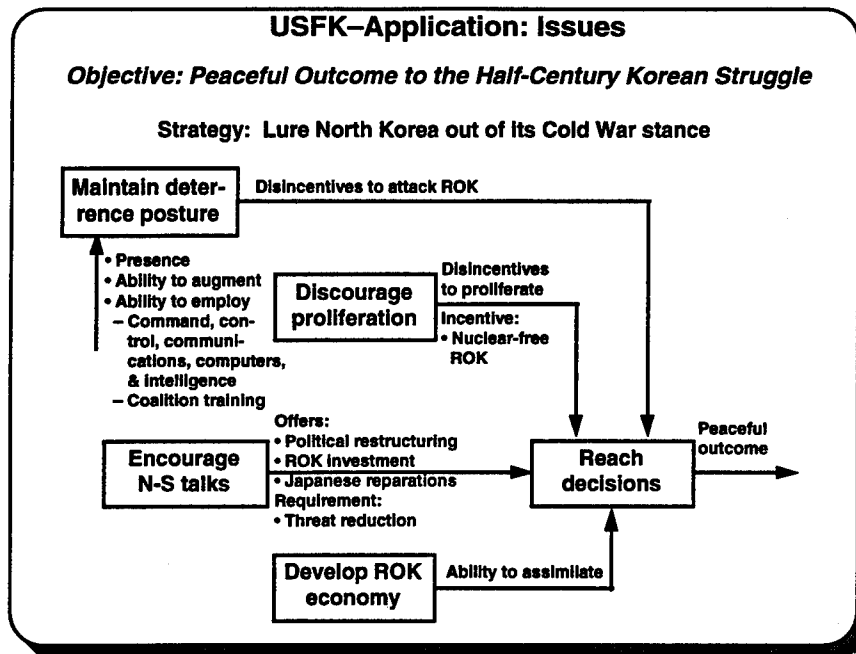 USFK–Application: Issues
Objective: Peaceful Outcome to the Half-Century Korean Struggle
Strategy: Lure North Korea out of its Cold War stance
Maintain deter-
rence posture
Disincentives to attack ROK
• Presence
• Ability to augment
• Ability to employ
– Command, con-
trol, communi-
cations, computers,
& intelligence
– Coalition training
Discourage
proliferation
Disincentives
to proliferate
Incentive:
• Nuclear-free
ROK
Encourage
N-S talks
Offers:
• Political restructuring
• ROK investment
• Japanese reparations
Requirement:
• Threat reduction
Reach
decisions
Peaceful
outcome
Develop ROK
economy
Ability to assimilate